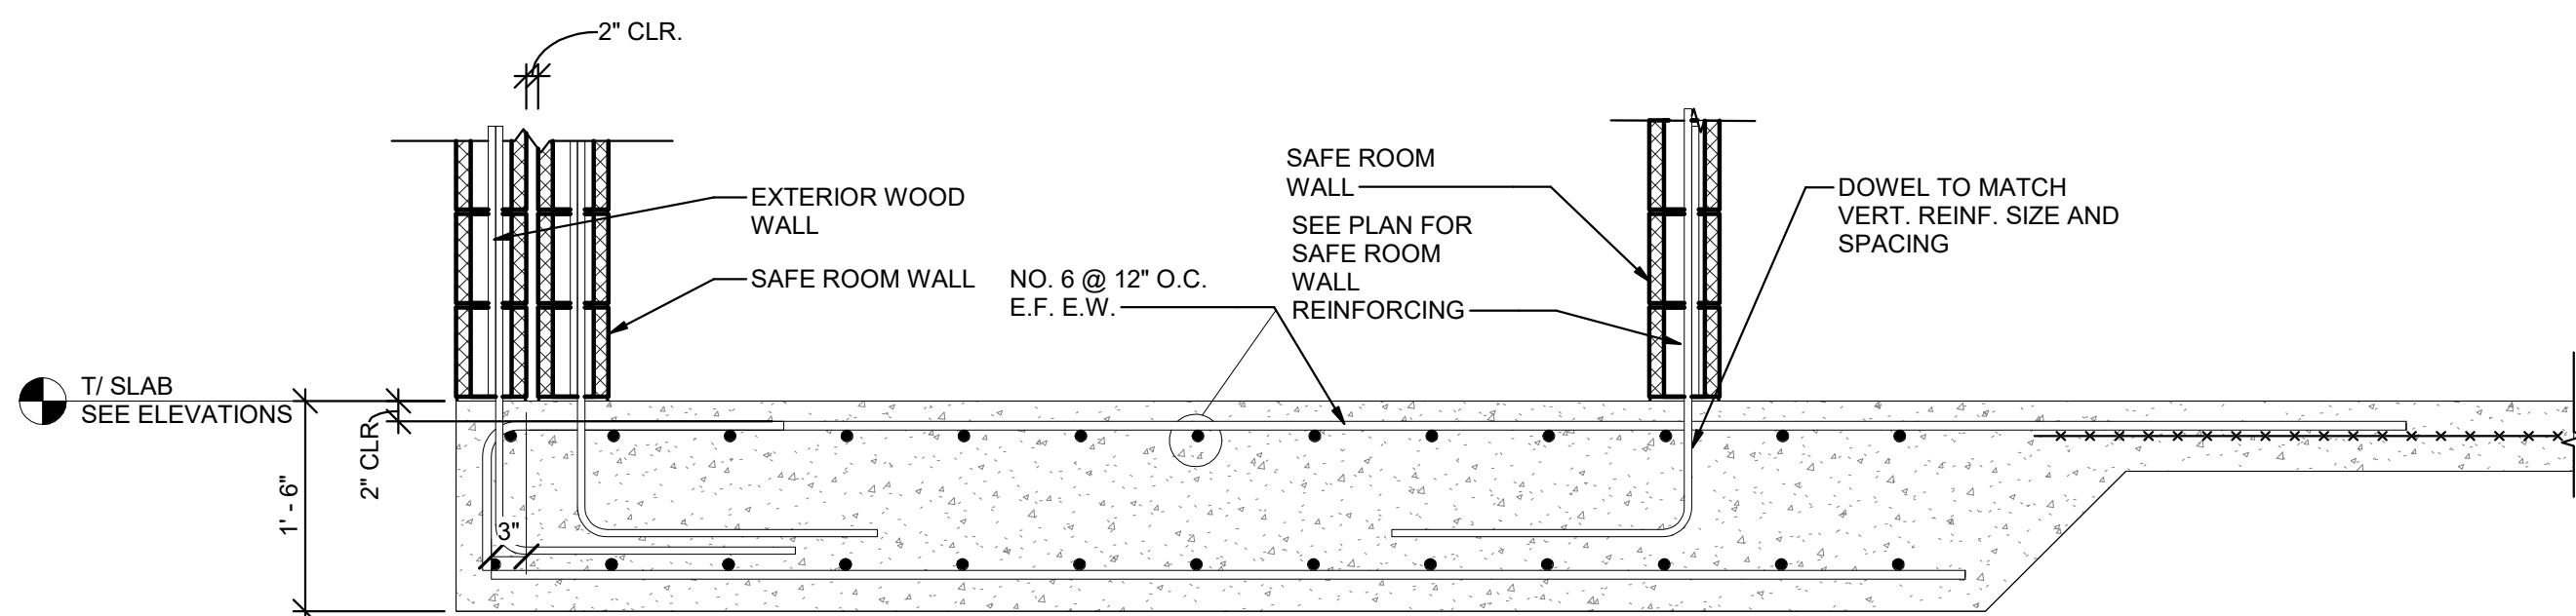 2" CLR.
EXTERIOR WOOD
WALL
SAFE ROOM WALL
NO. 6 @ 12" O.C.
E.F. E.W.
SAFE ROOM
WALL
SEE PLAN FOR
SAFE ROOM
WALL
REINFORCING
DOWEL TO MATCH
VERT. REINF. SIZE AND
SPACING
T/ SLAB
SEE ELEVATIONS
2" CLR.
1' - 6"
3"